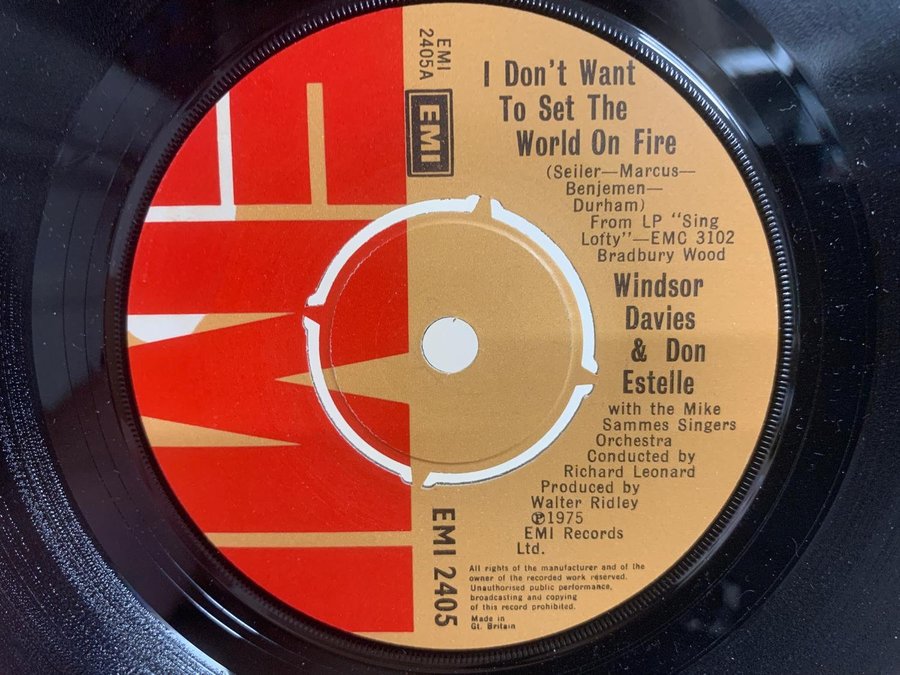 EMI
2405A
EMI
I Don't Want
To Set The
World On Fire
(Seiler—Marcus—
Benjemen—
Durham)
From LP "Sing
Lofty"—EMC 3102
Bradbury Wood
Windsor
Davies
& Don
Estelle
with the Mike
Sammes Singers
Orchestra
Conducted by
Richard Leonard
Produced by
Walter Ridley
℗1975
EMI Records
Ltd.
EMI 2405
All rights of the manufacturer and of the
owner of the recorded work reserved.
Unauthorised public performance,
broadcasting and copying
of this record prohibited.
Made in
Gt. Britain
EMI